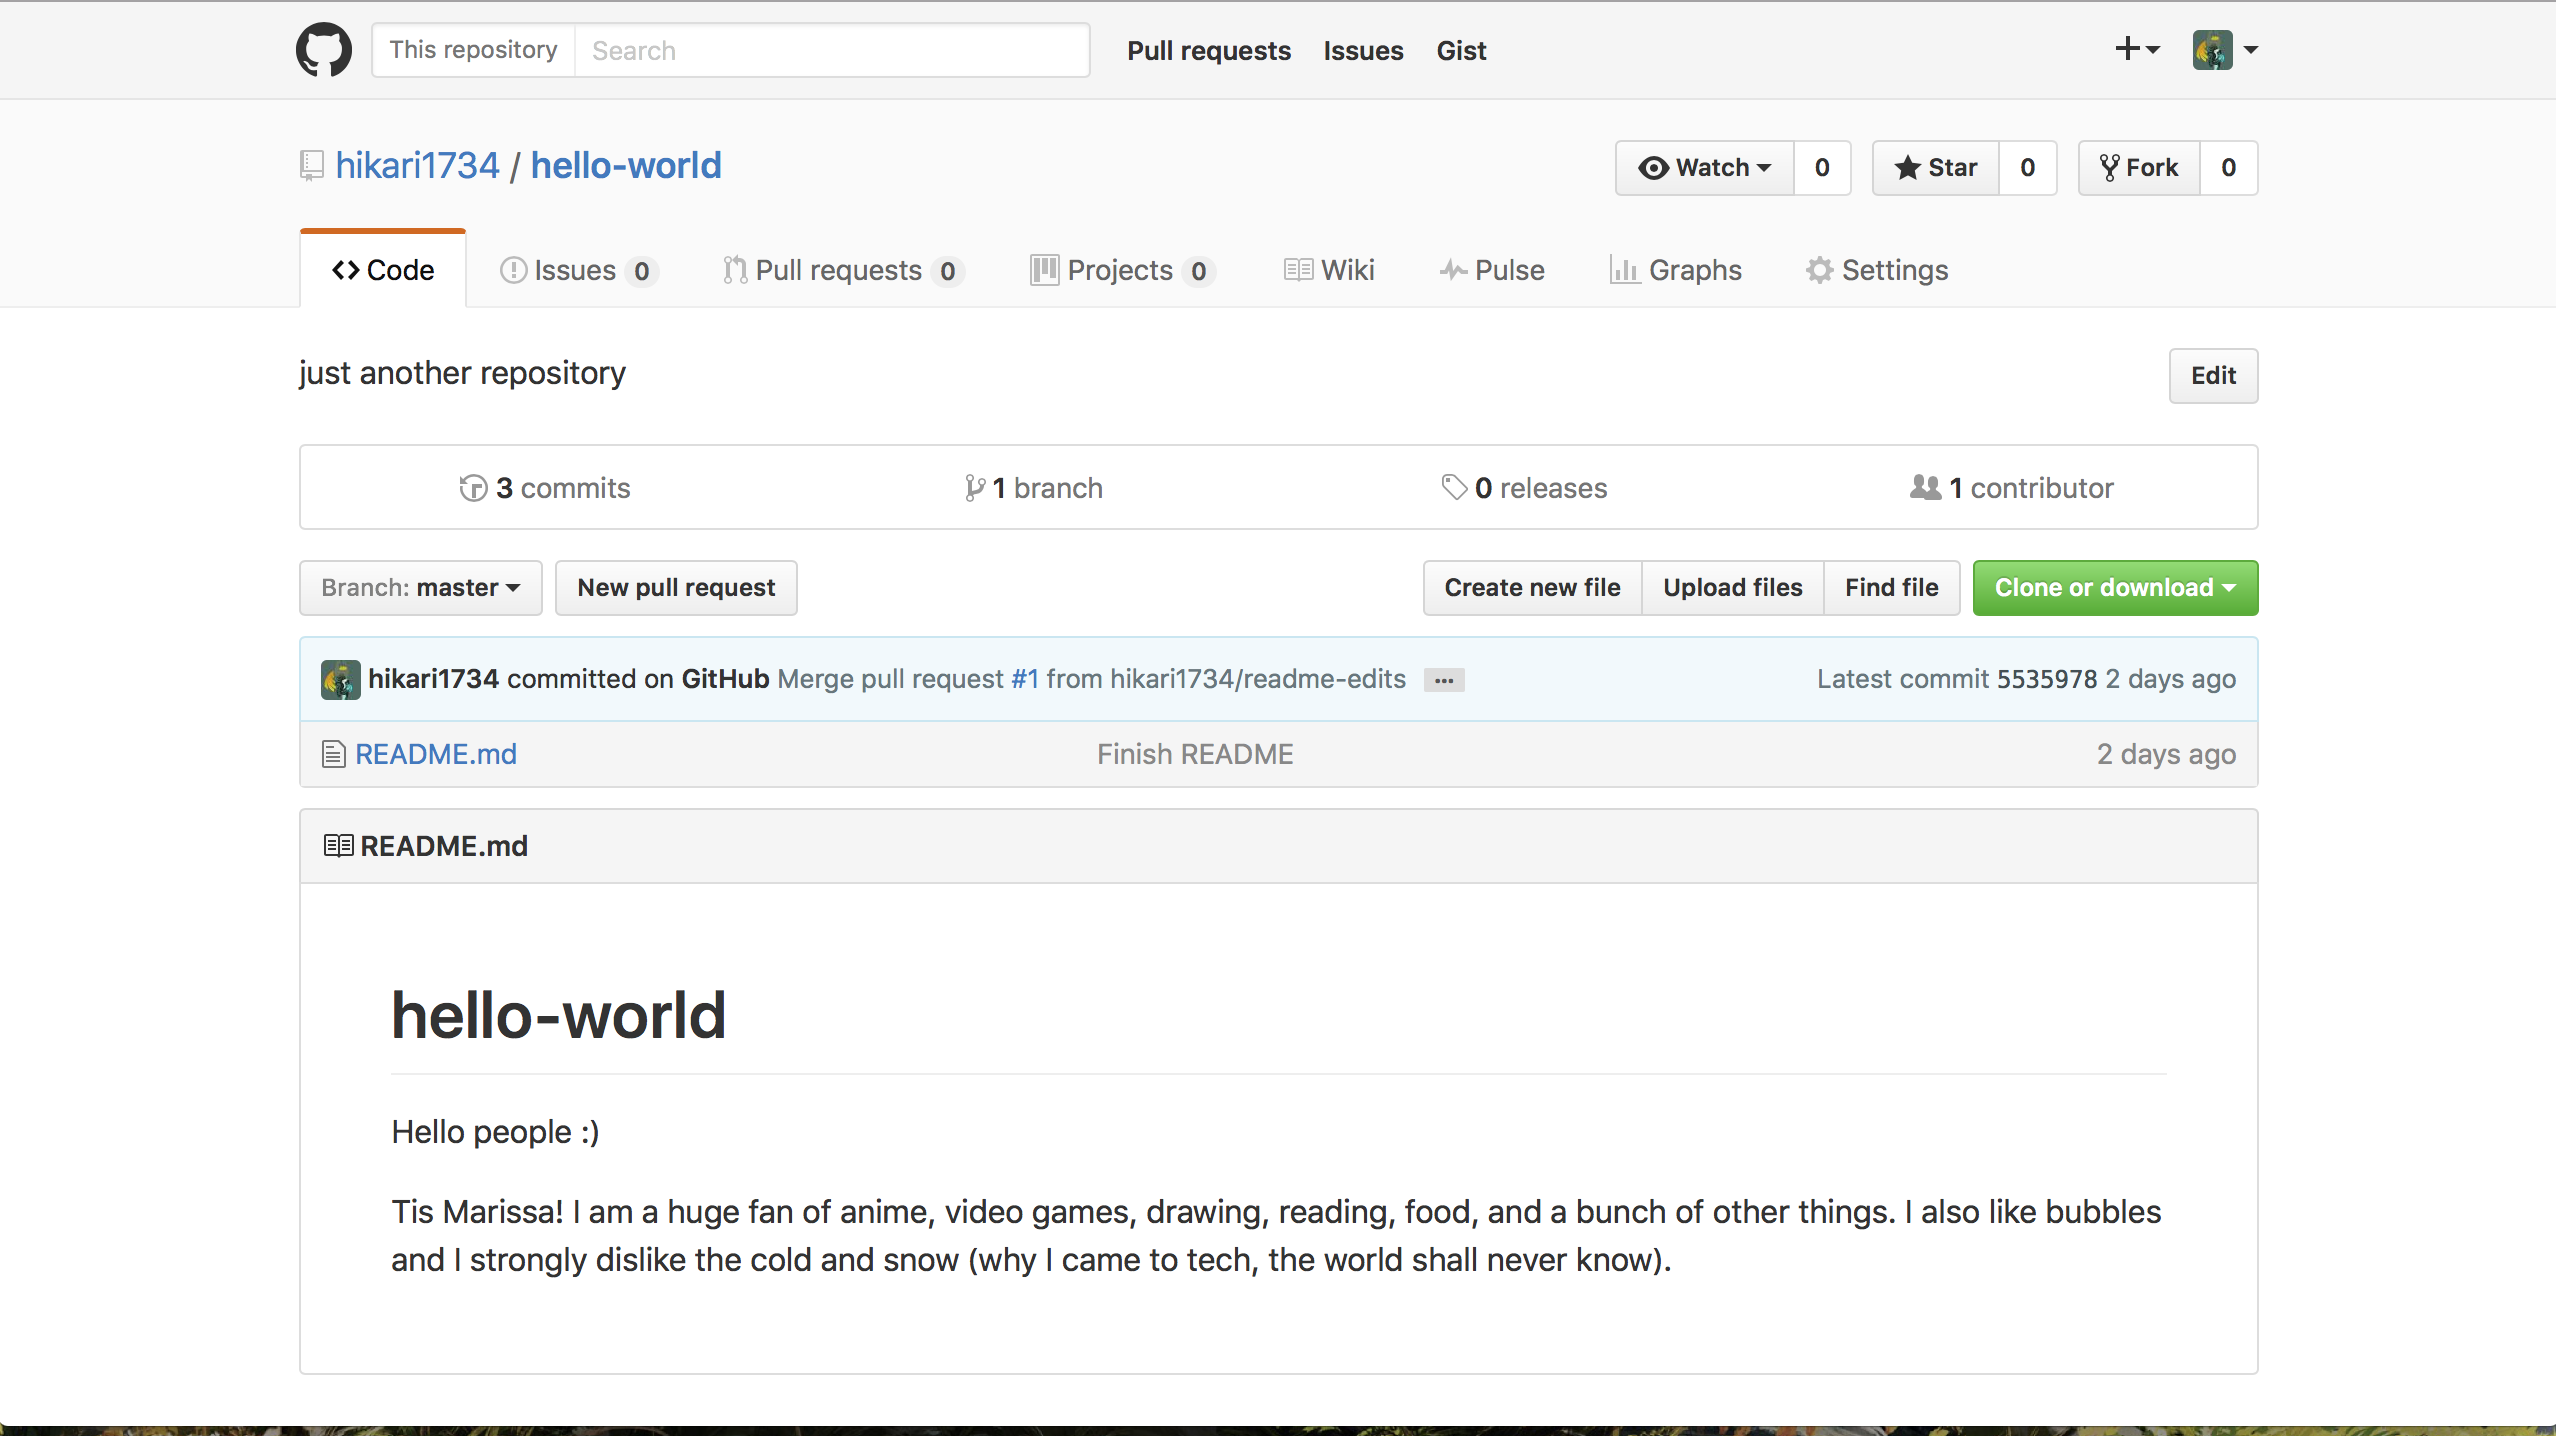 This repository Search Pull requests Issues Gist
hikari1734 / hello-world Watch 0 Star 0 Fork 0
Code Issues 0 Pull requests 0 Projects 0 Wiki Pulse Graphs Settings
just another repository Edit
3 commits 1 branch 0 releases 1 contributor
Branch: master New pull request Create new file Upload files Find file Clone or download
hikari1734 committed on GitHub Merge pull request #1 from hikari1734/readme-edits ... Latest commit 5535978 2 days ago
README.md Finish README 2 days ago
README.md
hello-world
Hello people :)
Tis Marissa! I am a huge fan of anime, video games, drawing, reading, food, and a bunch of other things. I also like bubbles
and I strongly dislike the cold and snow (why I came to tech, the world shall never know).